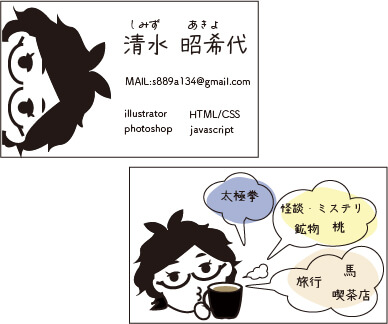 しみず あきよ
清水 昭希代
MAIL:s889a134@gmail.com
illustrator HTML/CSS
photoshop javascript
太極拳
怪談・ミステリ
鉱物 桃
旅行 馬
喫茶店